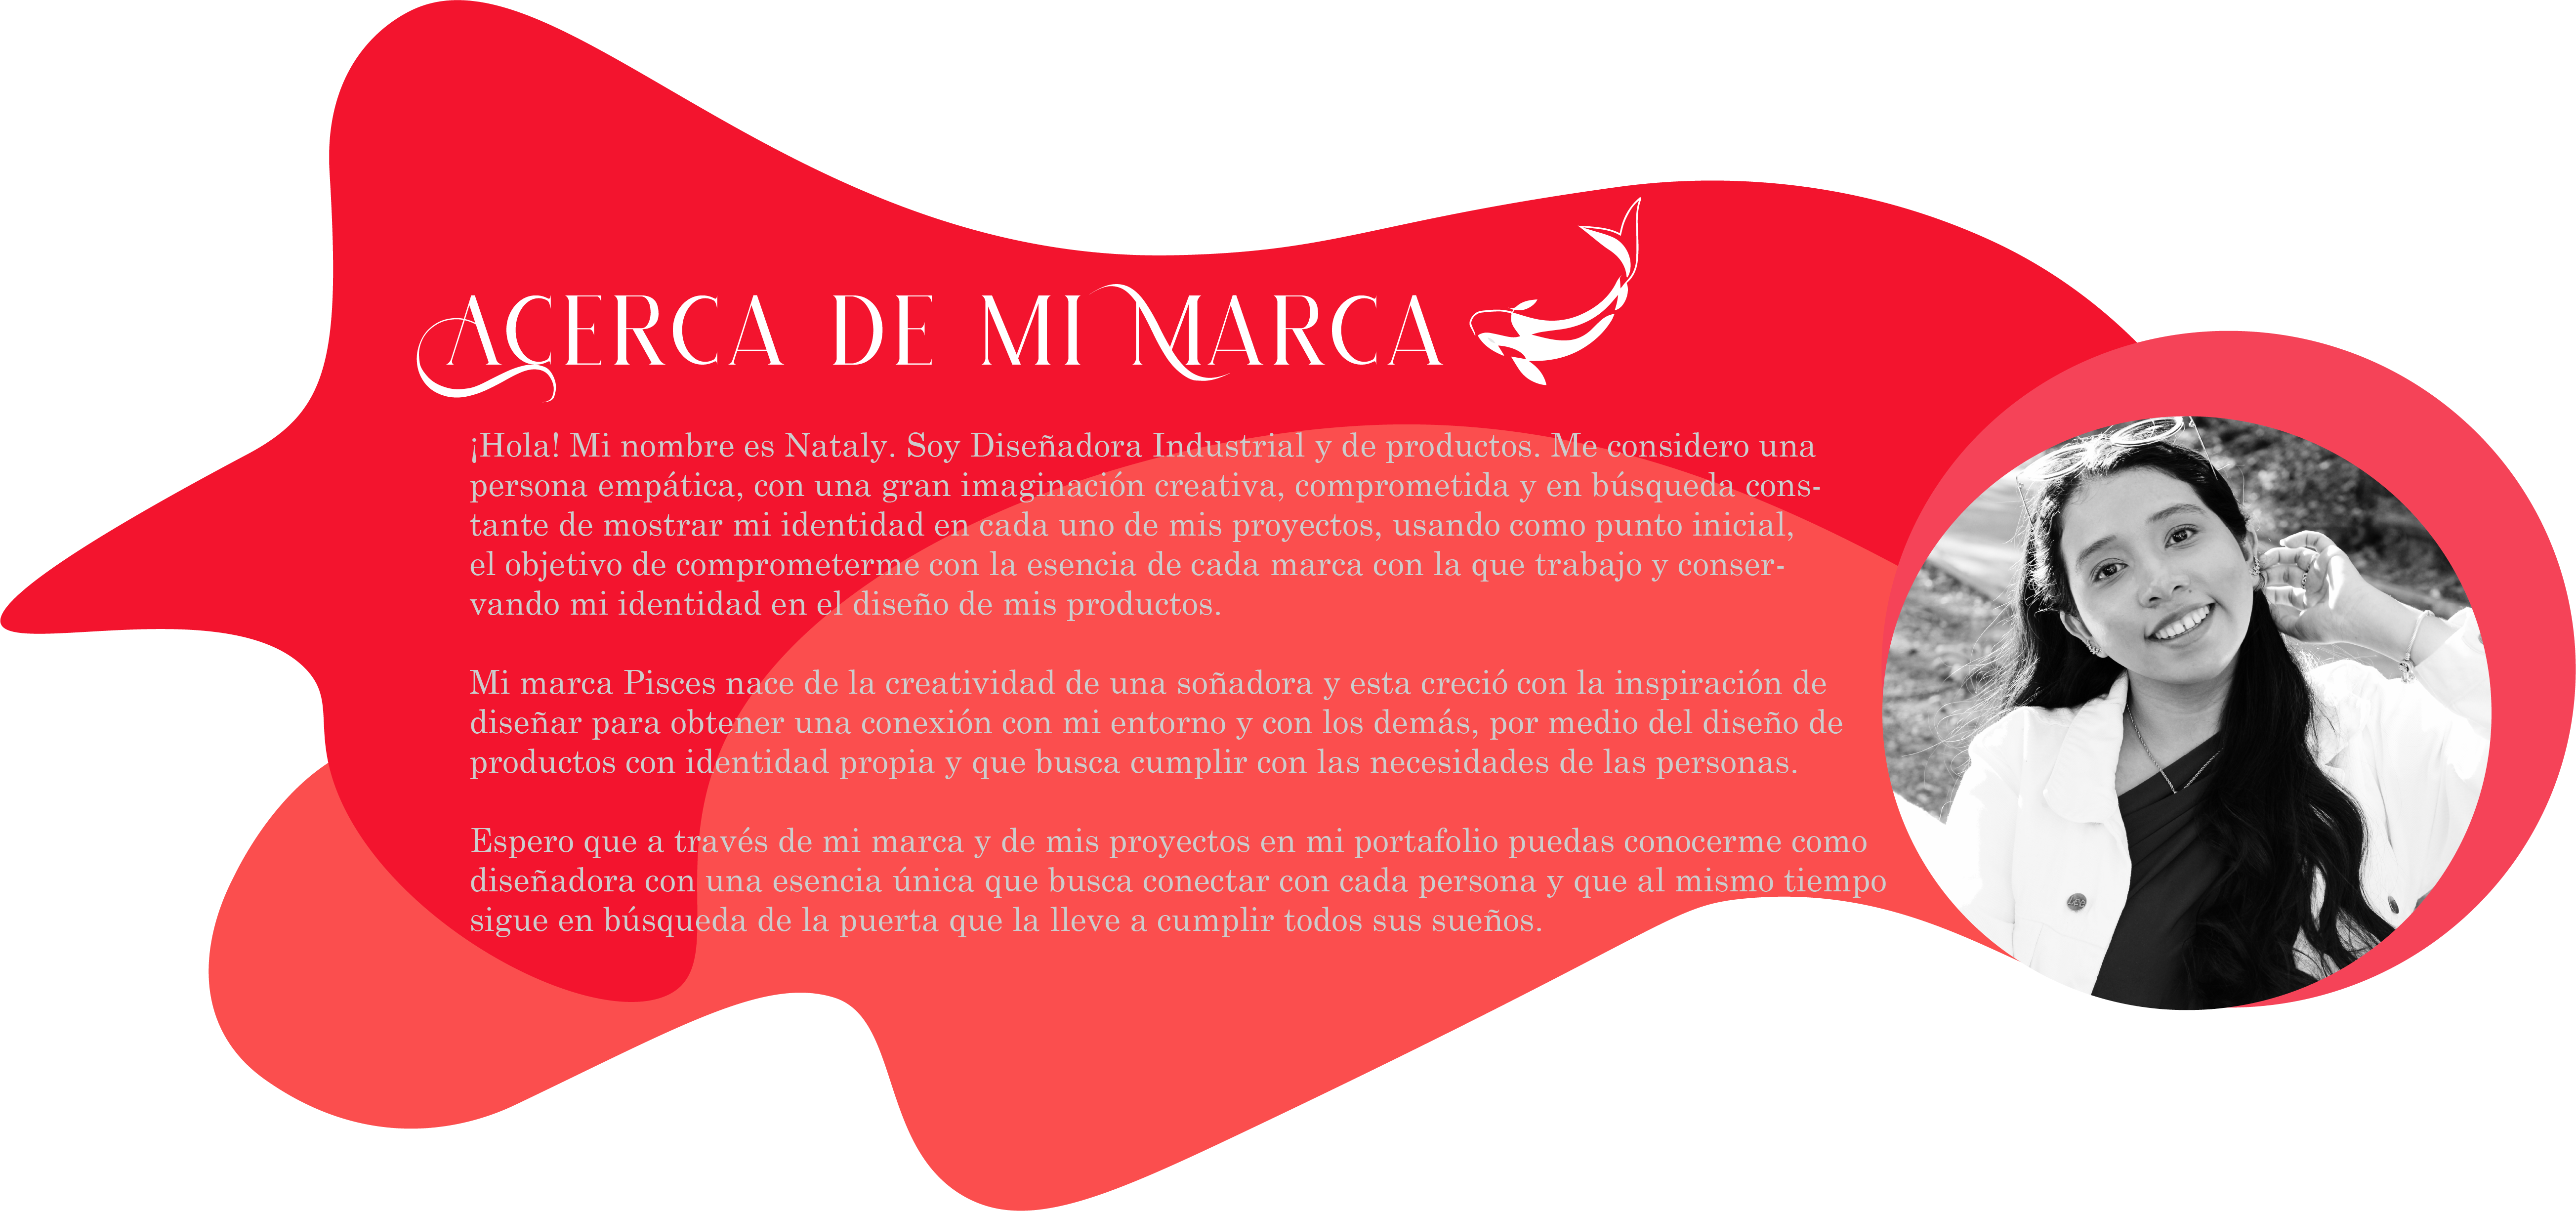 ACERCA DE MI MARCA
¡Hola! Mi nombre es Nataly. Soy Diseñadora Industrial y de productos. Me considero una
persona empática, con una gran imaginación creativa, comprometida y en búsqueda cons-
tante de mostrar mi identidad en cada uno de mis proyectos, usando como punto inicial,
el objetivo de comprometerme con la esencia de cada marca con la que trabajo y conser-
vando mi identidad en el diseño de mis productos.
Mi marca Pisces nace de la creatividad de una soñadora y esta creció con la inspiración de
diseñar para obtener una conexión con mi entorno y con los demás, por medio del diseño de
productos con identidad propia y que busca cumplir con las necesidades de las personas.
Espero que a través de mi marca y de mis proyectos en mi portafolio puedas conocerme como
diseñadora con una esencia única que busca conectar con cada persona y que al mismo tiempo
sigue en búsqueda de la puerta que la lleve a cumplir todos sus sueños.